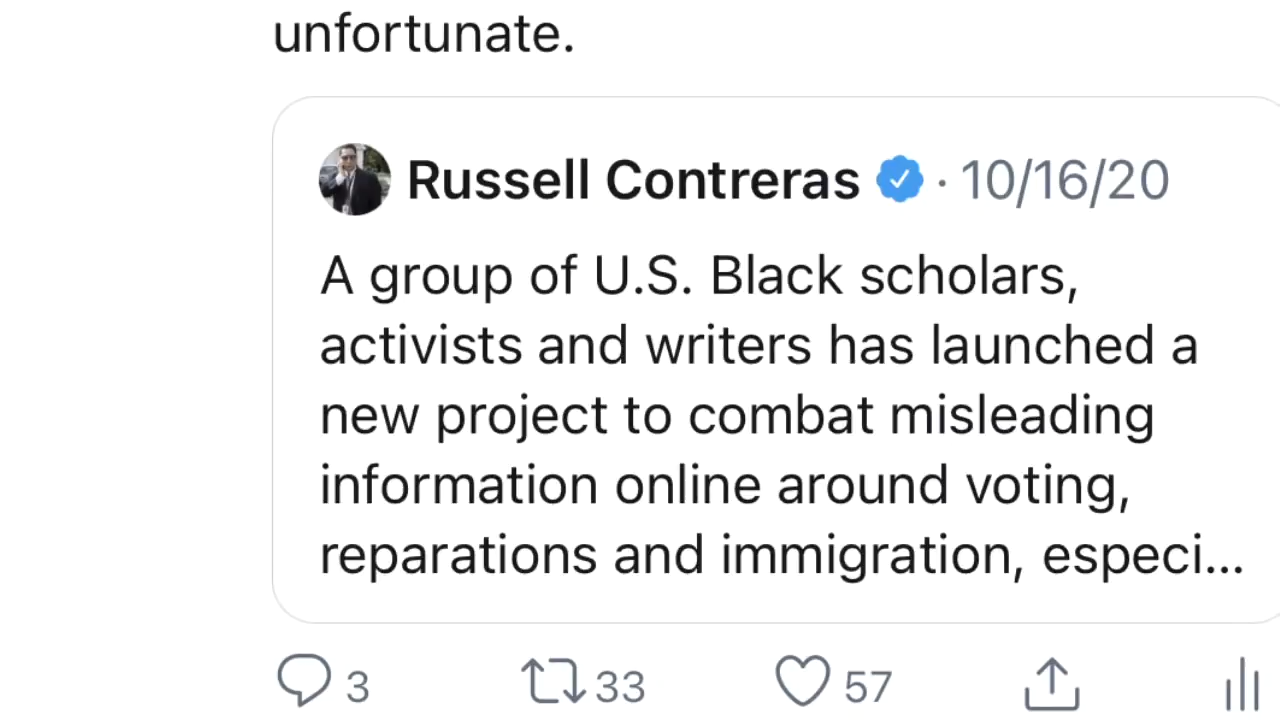 unfortunate.
Russell Contreras · 10/16/20
A group of U.S. Black scholars,
activists and writers has launched a
new project to combat misleading
information online around voting,
reparations and immigration, especi...
3 33 57